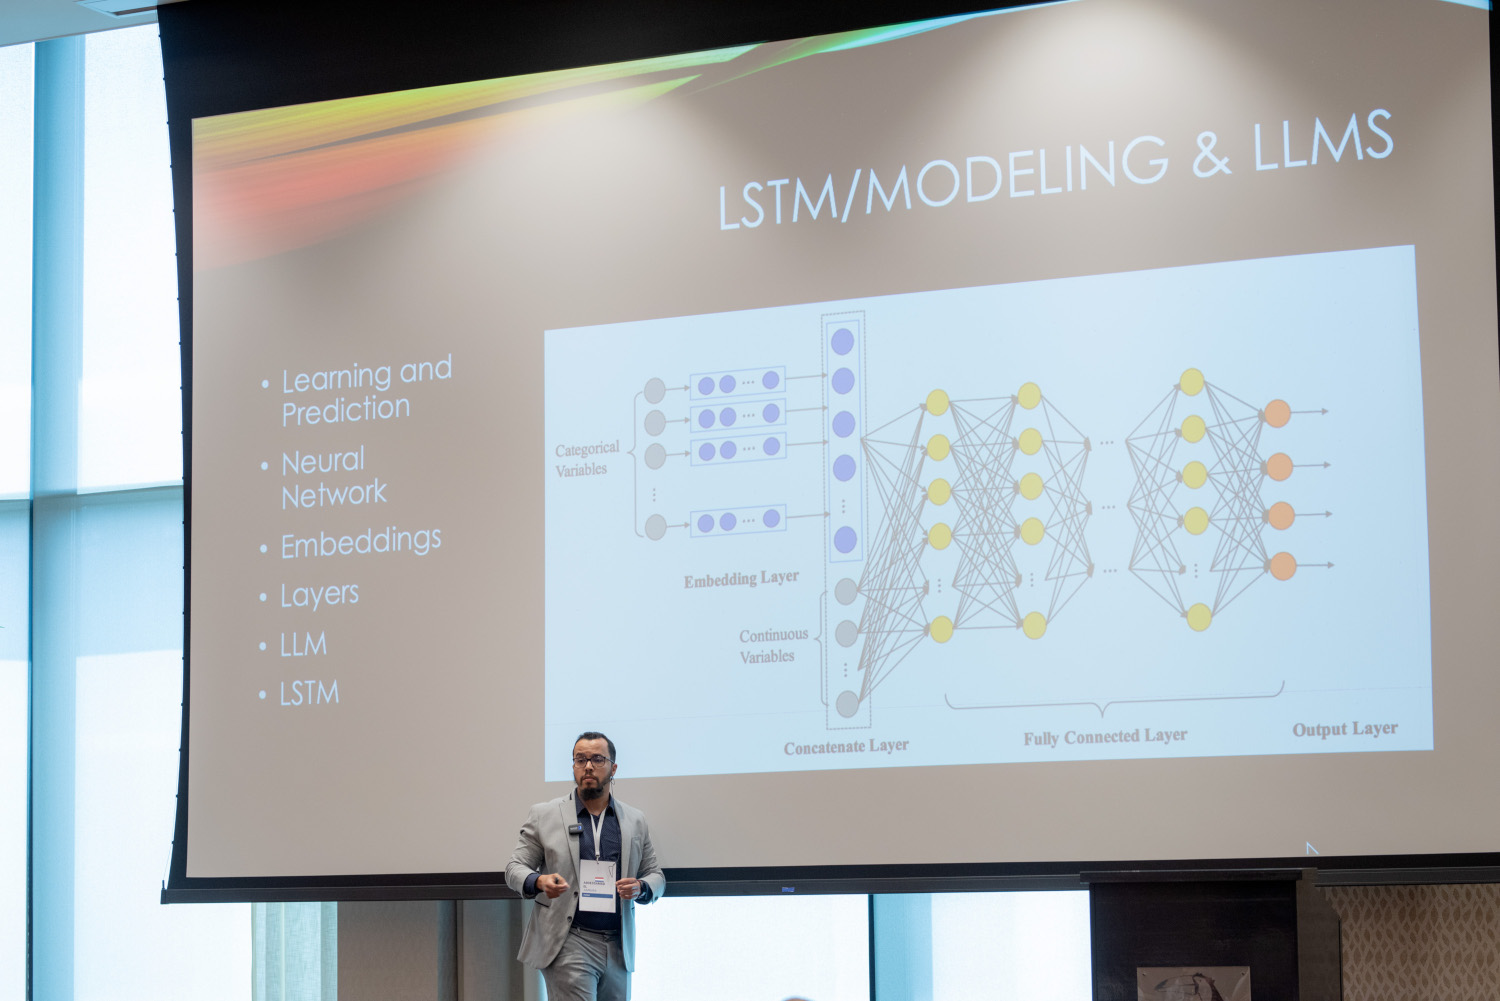 LSTM/MODELING & LLMS
• Learning and
Prediction
• Neural
Network
• Embeddings
• Layers
• LLM
• LSTM
Categorical
Variables
Embedding Layer
Continuous
Variables
Concatenate Layer
Fully Connected Layer
Output Layer